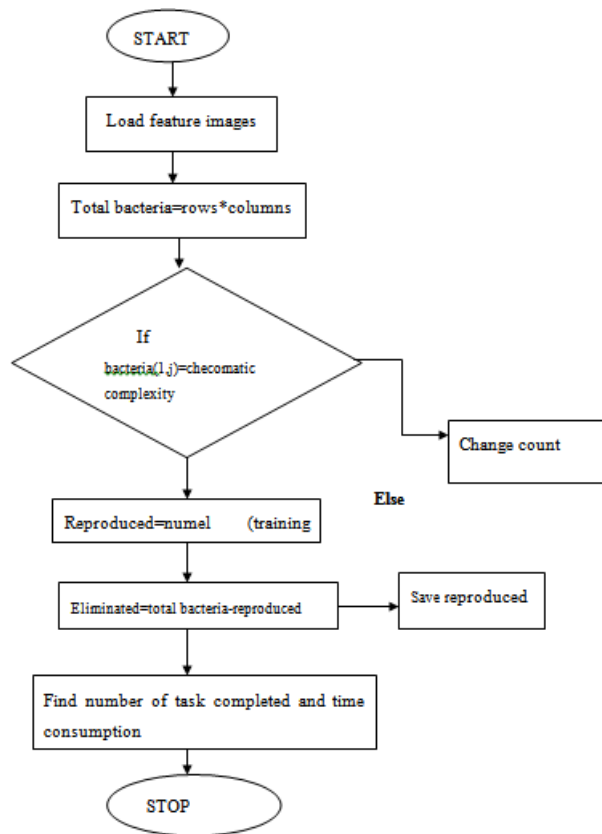 START
Load feature images
Total bacteria=rows*columns
If
bacteria(1,j)=checomatic
complexity
Change count
Else
Reproduced=numel (training
Eliminated=total bacteria-reproduced
Save reproduced
Find number of task completed and time
consumption
STOP